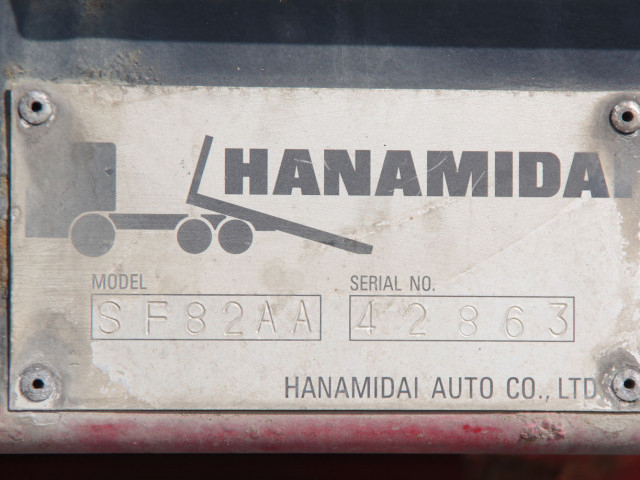 HANAMIDAI
MODEL SERIAL NO.
SF82AA 42863
HANAMIDAI AUTO CO., LTD